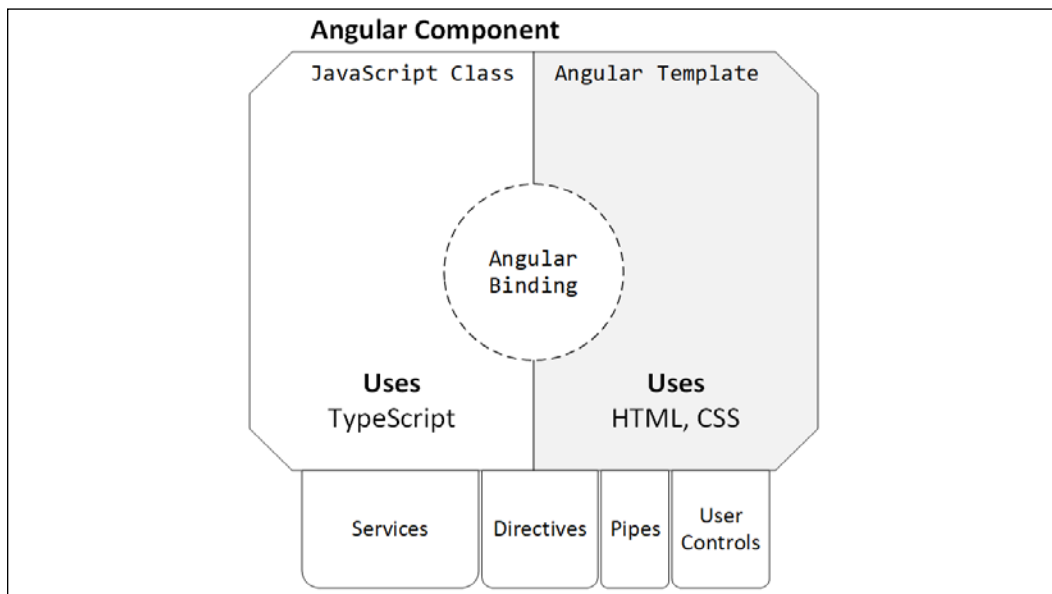 Angular Component
JavaScript Class
Angular Template
Angular
Binding
Uses
TypeScript
Uses
HTML, CSS
Services
Directives
Pipes
User
Controls